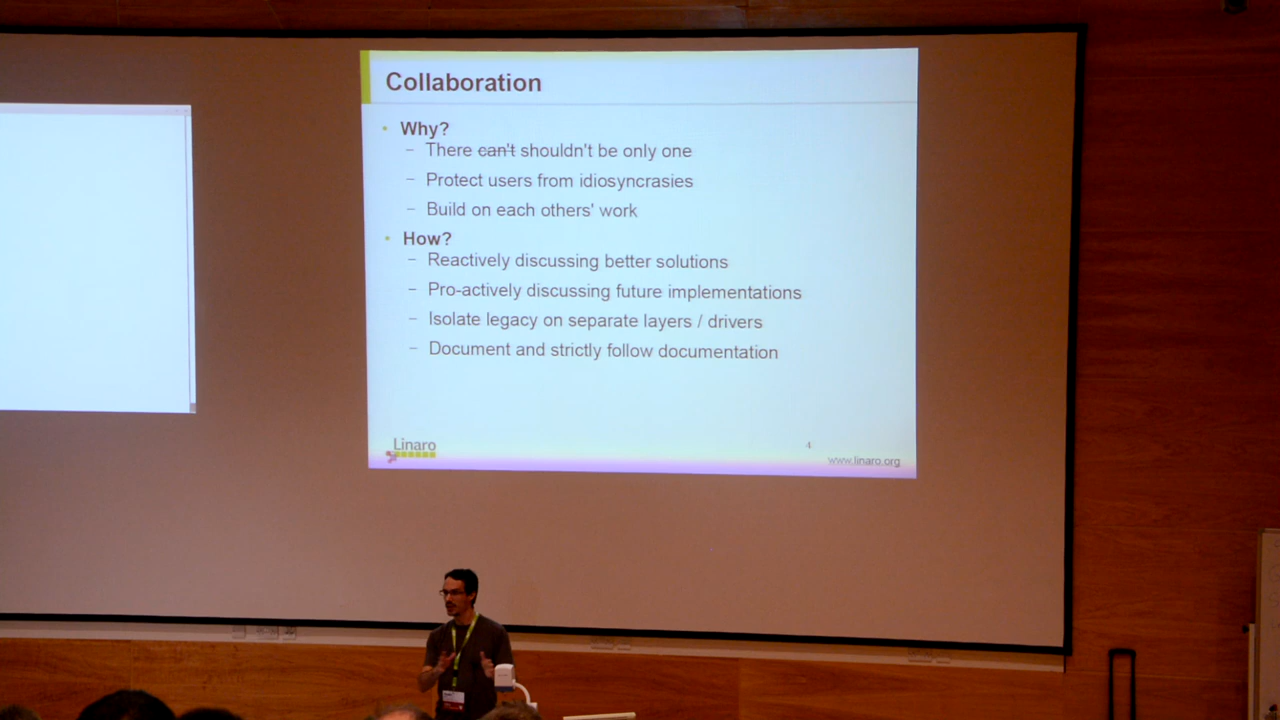 Collaboration
Why?
– There can't shouldn't be only one
– Protect users from idiosyncrasies
– Build on each others' work
How?
– Reactively discussing better solutions
– Pro-actively discussing future implementations
– Isolate legacy on separate layers / drivers
– Document and strictly follow documentation
Linaro
4
www.linaro.org